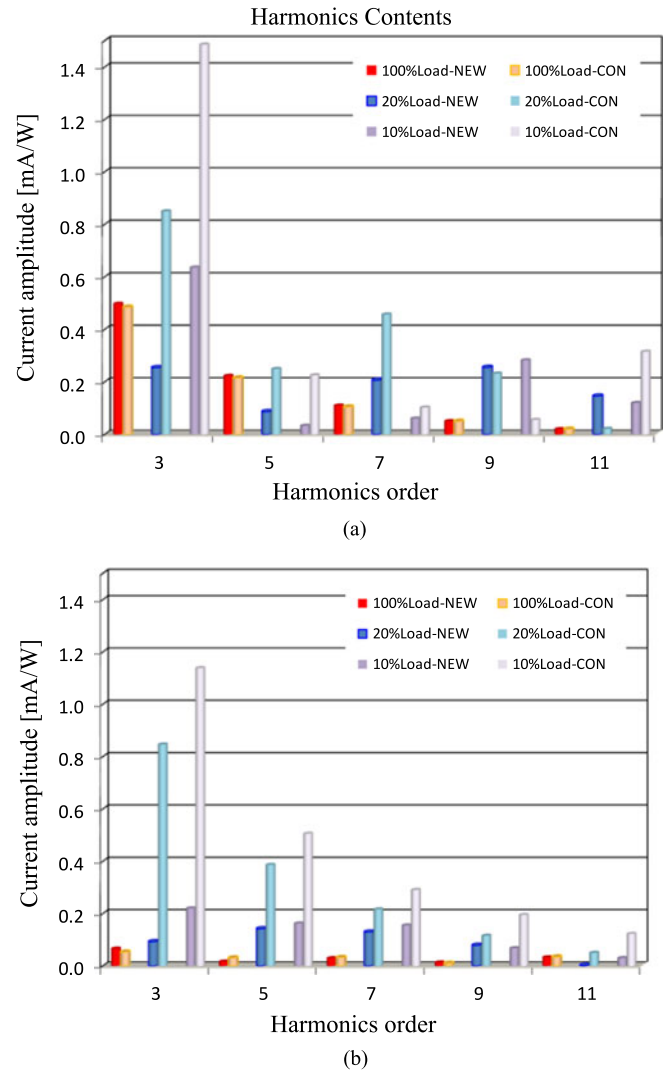 Harmonics Contents
Current amplitude [mA/W]
1.4
1.2
1.0
0.8
0.6
0.4
0.2
0.0
100%Load-NEW 100%Load-CON
20%Load-NEW 20%Load-CON
10%Load-NEW 10%Load-CON
3 5 7 9 11
Harmonics order
(a)
Current amplitude [mA/W]
1.4
1.2
1.0
0.8
0.6
0.4
0.2
0.0
100%Load-NEW 100%Load-CON
20%Load-NEW 20%Load-CON
10%Load-NEW 10%Load-CON
3 5 7 9 11
Harmonics order
(b)